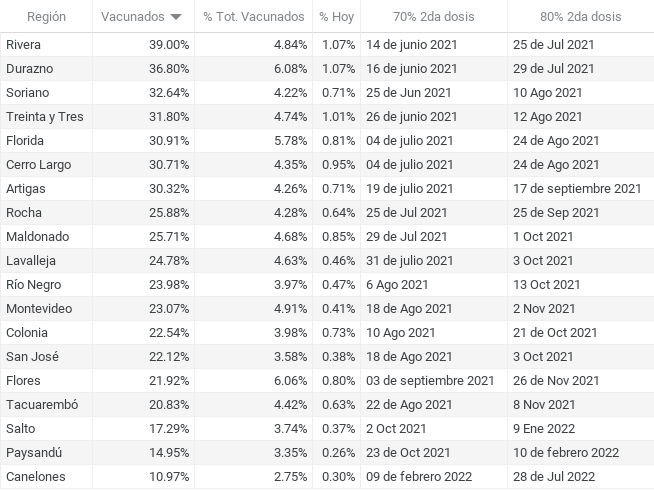 Región Vacunados % Tot. Vacunados % Hoy 70% 2da dosis 80% 2da dosis
Rivera 39.00% 4.84% 1.07% 14 de junio 2021 25 de Jul 2021
Durazno 36.80% 6.08% 1.07% 16 de junio 2021 29 de Jul 2021
Soriano 32.64% 4.22% 0.71% 25 de Jun 2021 10 Ago 2021
Treinta y Tres 31.80% 4.74% 1.01% 26 de junio 2021 12 Ago 2021
Florida 30.91% 5.78% 0.81% 04 de julio 2021 24 de Ago 2021
Cerro Largo 30.71% 4.35% 0.95% 04 de julio 2021 24 de Ago 2021
Artigas 30.32% 4.26% 0.71% 19 de julio 2021 17 de septiembre 2021
Rocha 25.88% 4.28% 0.64% 25 de Jul 2021 25 de Sep 2021
Maldonado 25.71% 4.68% 0.85% 29 de Jul 2021 1 Oct 2021
Lavalleja 24.78% 4.63% 0.46% 31 de julio 2021 3 Oct 2021
Río Negro 23.98% 3.97% 0.47% 6 Ago 2021 13 Oct 2021
Montevideo 23.07% 4.91% 0.41% 18 de Ago 2021 2 Nov 2021
Colonia 22.54% 3.98% 0.73% 10 Ago 2021 21 de Oct 2021
San José 22.12% 3.58% 0.38% 18 de Ago 2021 3 Oct 2021
Flores 21.92% 6.06% 0.80% 03 de septiembre 2021 26 de Nov 2021
Tacuarembó 20.83% 4.42% 0.63% 22 de Ago 2021 8 Nov 2021
Salto 17.29% 3.74% 0.37% 2 Oct 2021 9 Ene 2022
Paysandú 14.95% 3.35% 0.26% 23 de Oct 2021 10 de febrero 2022
Canelones 10.97% 2.75% 0.30% 09 de febrero 2022 28 de Jul 2022